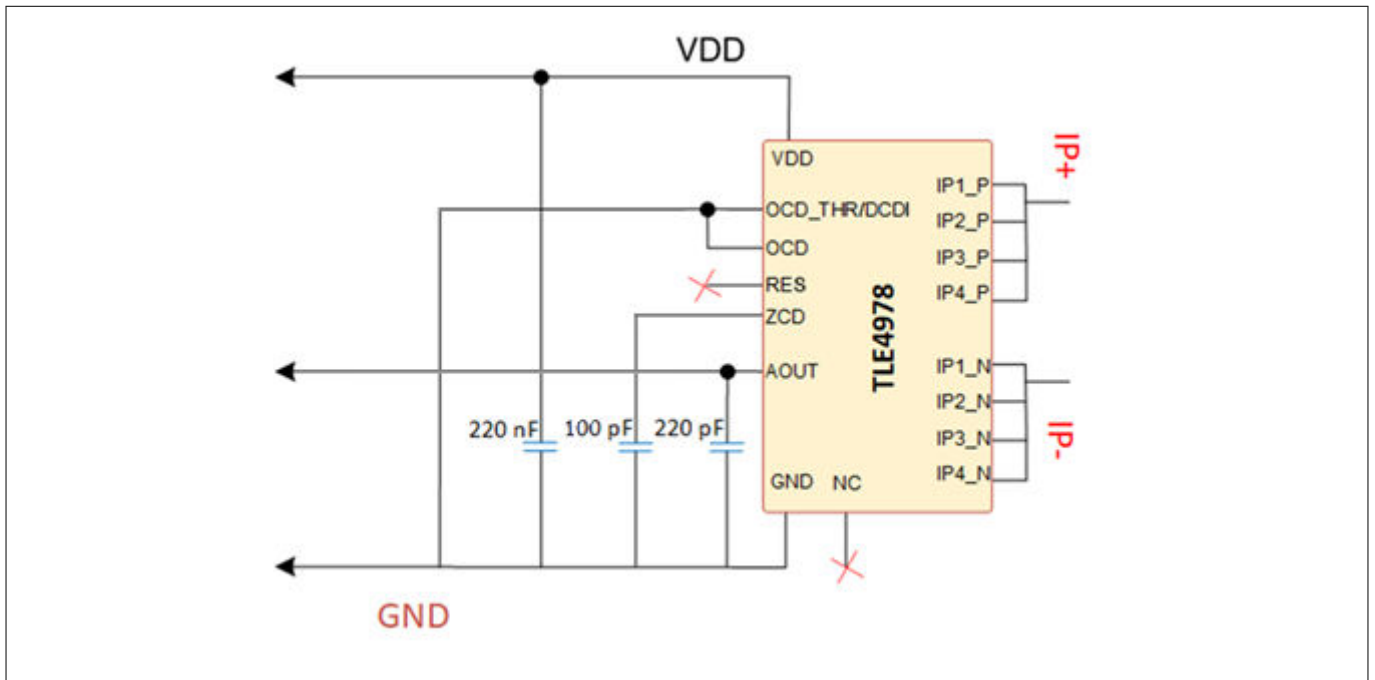 VDD
VDD
OCD_THR/DCDI
OCD
RES
ZCD
AOUT
GND NC
TLE4978
IP1_P
IP2_P
IP3_P
IP4_P
IP1_N
IP2_N
IP3_N
IP4_N
IP+
IP-
220 nF 100 pF 220 pF
GND